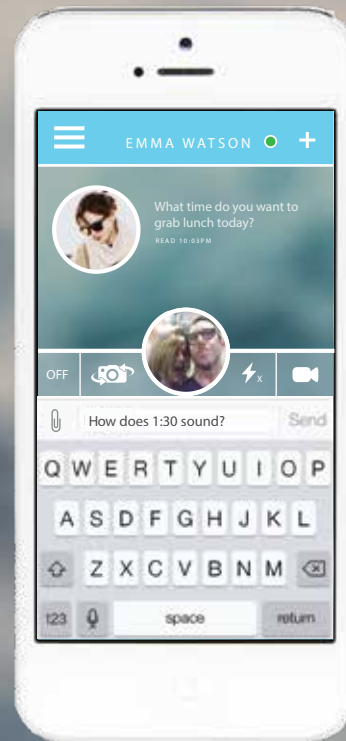 EMMA WATSON
What time do you want to
grab lunch today?
READ 10:03PM
OFF
x
How does 1:30 sound?
Send
Q W E R T Y U I O P
A S D F G H J K L
Z X C V B N M
123
space
return